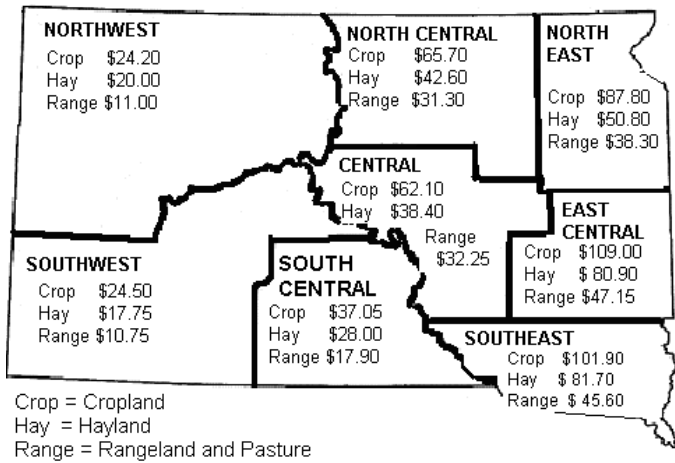 NORTHWEST
Crop $24.20
Hay $20.00
Range $11.00
NORTH CENTRAL
Crop $65.70
Hay $42.60
Range $31.30
NORTH
EAST
Crop $87.80
Hay $50.80
Range $38.30
CENTRAL
Crop $62.10
Hay $38.40
Range
$32.25
EAST
CENTRAL
Crop $109.00
Hay $ 80.90
Range $47.15
SOUTHWEST
Crop $24.50
Hay $17.75
Range $10.75
SOUTH
CENTRAL
Crop $37.05
Hay $28.00
Range $17.90
SOUTHEAST
Crop $101.90
Hay $ 81.70
Range $ 45.60
Crop = Cropland
Hay = Hayland
Range = Rangeland and Pasture